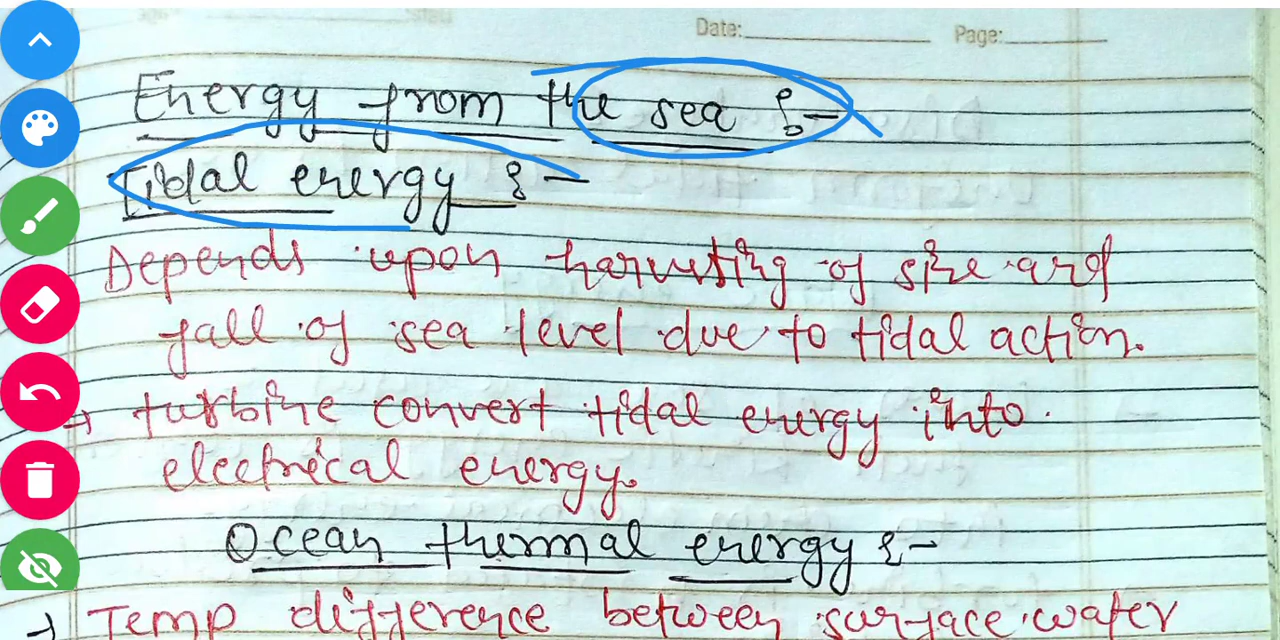 Date: Page:
Energy from the sea :-
Tidal energy :-
Depends upon harvesting of sire and
fall of sea level due to tidal action.
→ turbine convert tidal energy into
electrical energy.
Ocean thermal energy :-
→ Temp difference between surface water